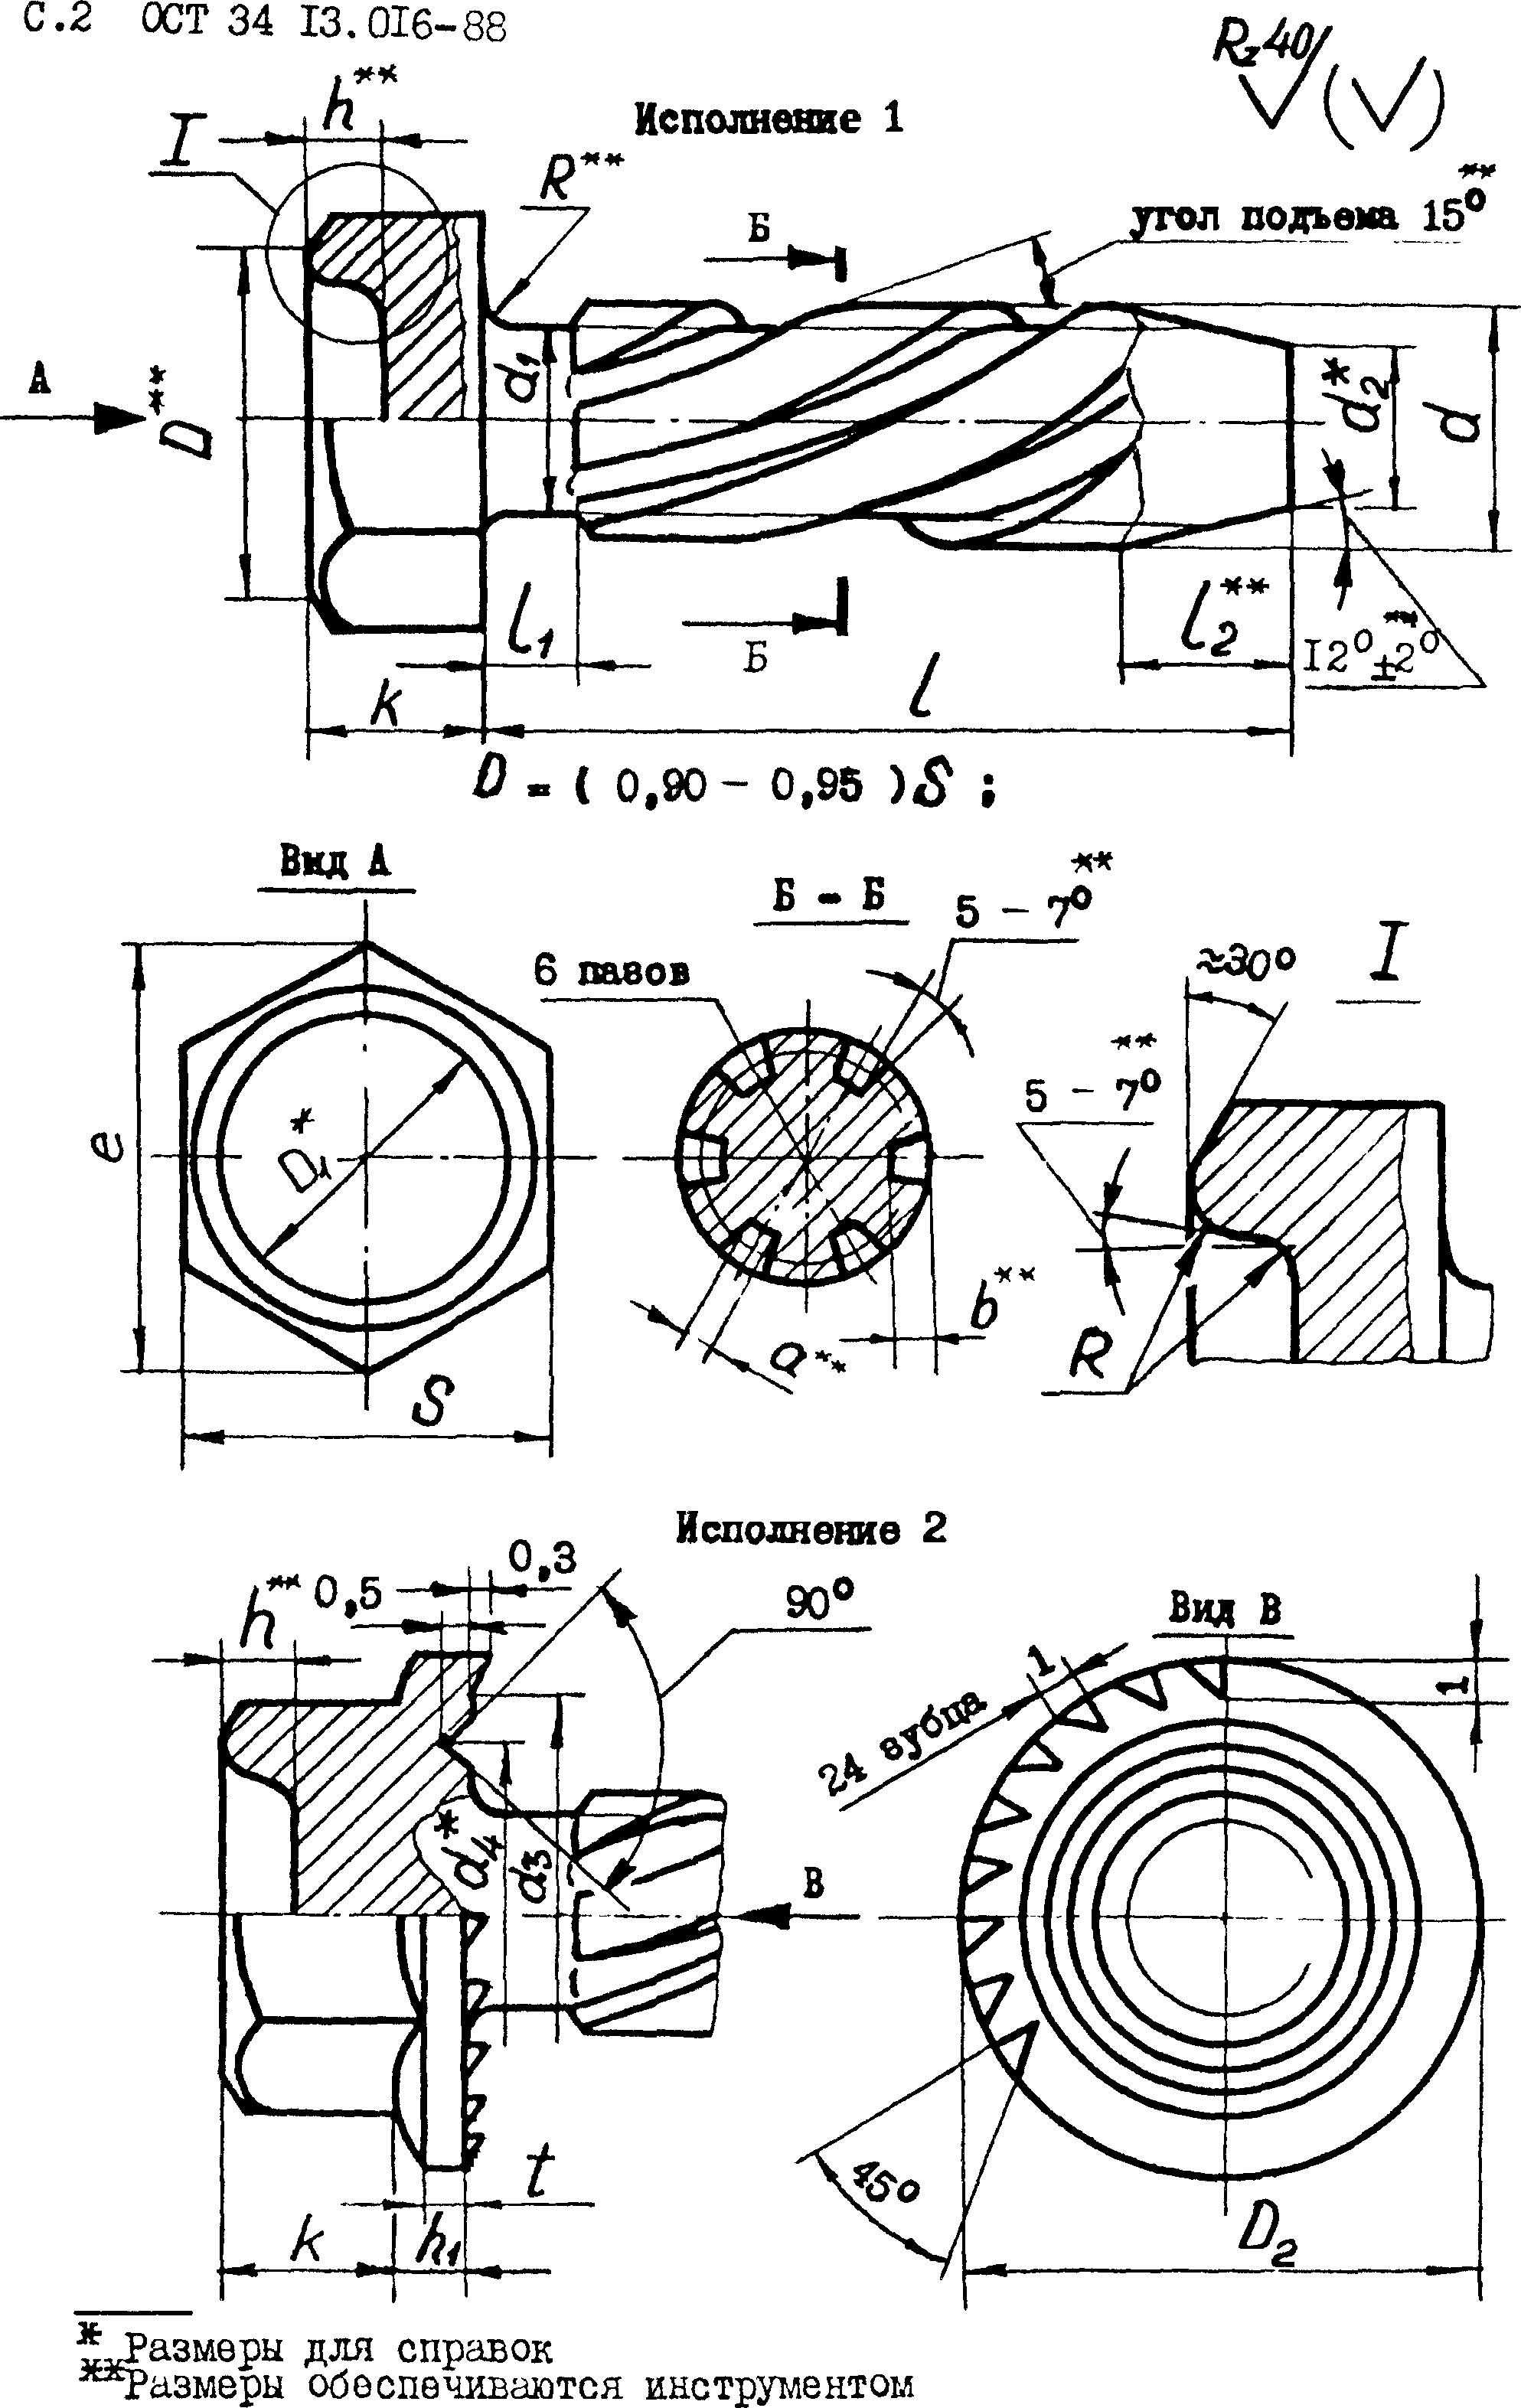 С.2 ОСТ 34 13.016-88
Rz40 (√)
Исполнение 1
I
h**
R**
Б
угол подъема 15°**
А
D**
d₁
d₂*
d
l₁
Б
l₂**
12°±2°**
k
l
D = ( 0,90 – 0,95 )S ;
Вид А
Б – Б
5 – 7°**
6 пазов
≈30°
I
5 – 7°**
e
D₁*
b**
a**
R
S
Исполнение 2
0,3
h**
0,5
90°
Вид В
1
1
24 зубца
d₄*
d₃
В
45°
t
k
h₁
D₂
* Размеры для справок
** Размеры обеспечиваются инструментом